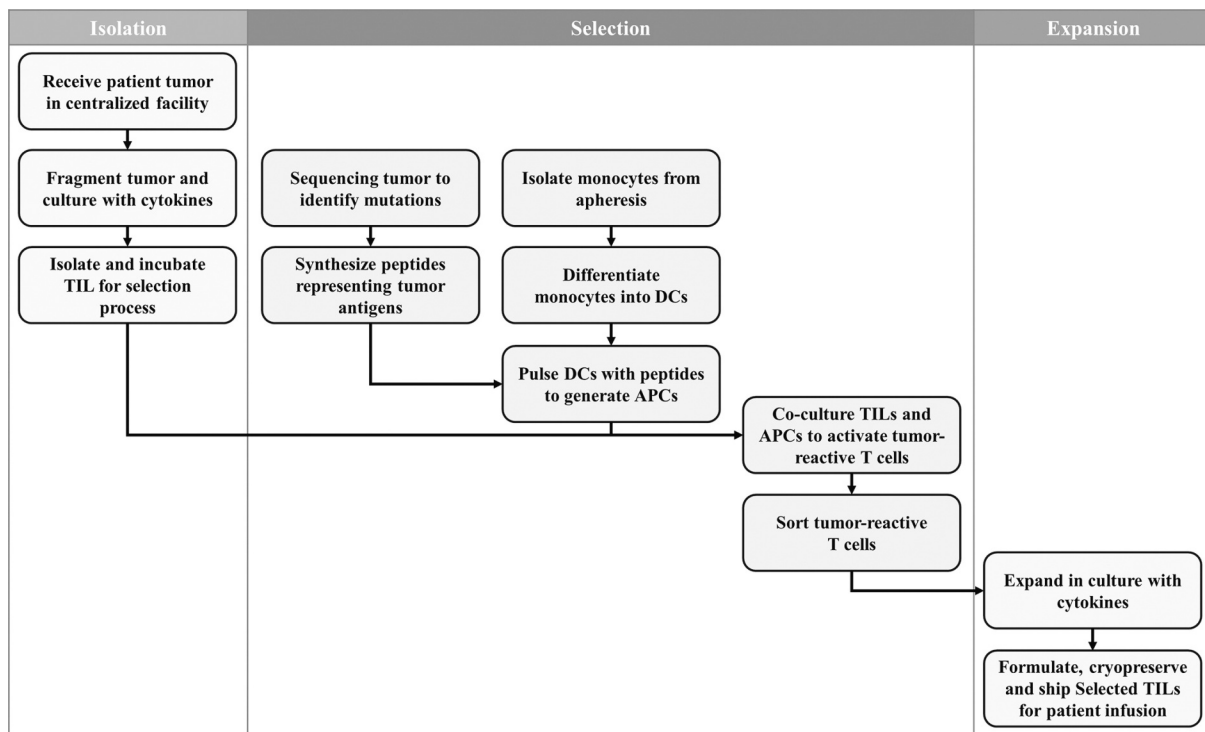 Isolation
Selection
Expansion
Receive patient tumor
in centralized facility
Fragment tumor and
culture with cytokines
Isolate and incubate
TIL for selection
process
Sequencing tumor to
identify mutations
Synthesize peptides
representing tumor
antigens
Isolate monocytes from
apheresis
Differentiate
monocytes into DCs
Pulse DCs with peptides
to generate APCs
Co-culture TILs and
APCs to activate tumor-
reactive T cells
Sort tumor-reactive
T cells
Expand in culture with
cytokines
Formulate, cryopreserve
and ship Selected TILs
for patient infusion